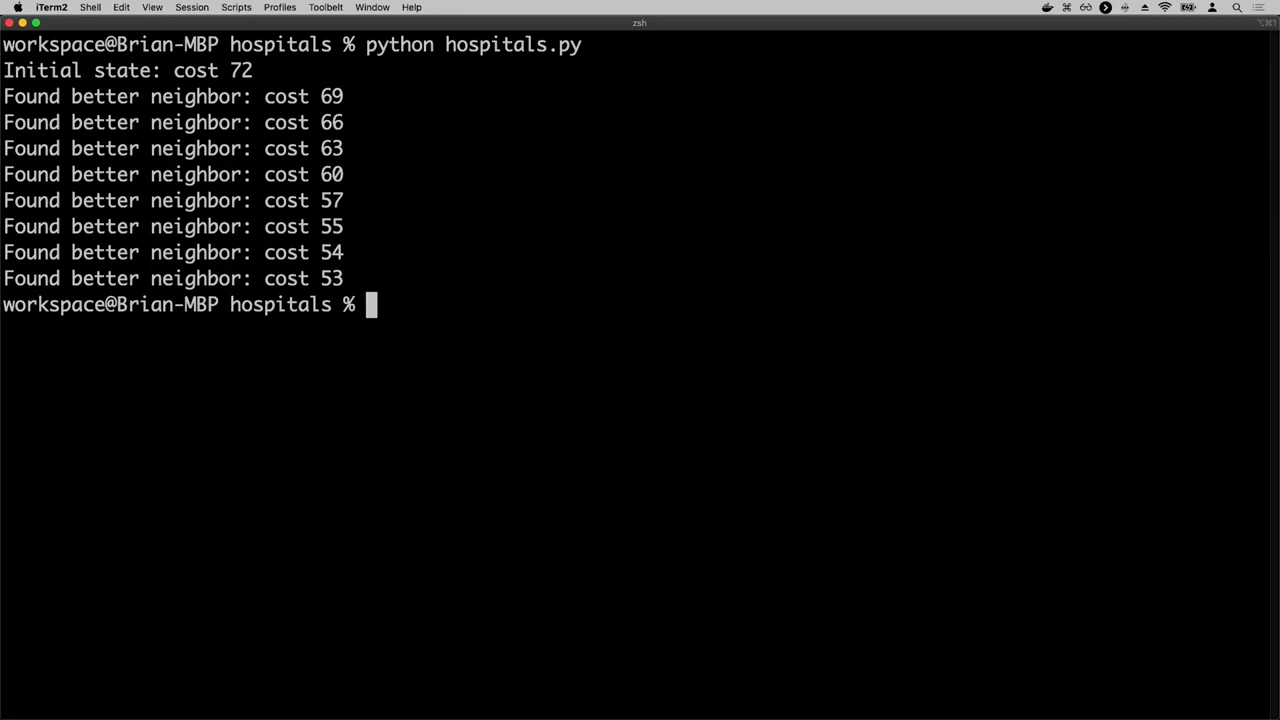 iTerm2 Shell Edit View Session Scripts Profiles Toolbelt Window Help
zsh
workspace@Brian-MBP hospitals % python hospitals.py
Initial state: cost 72
Found better neighbor: cost 69
Found better neighbor: cost 66
Found better neighbor: cost 63
Found better neighbor: cost 60
Found better neighbor: cost 57
Found better neighbor: cost 55
Found better neighbor: cost 54
Found better neighbor: cost 53
workspace@Brian-MBP hospitals %